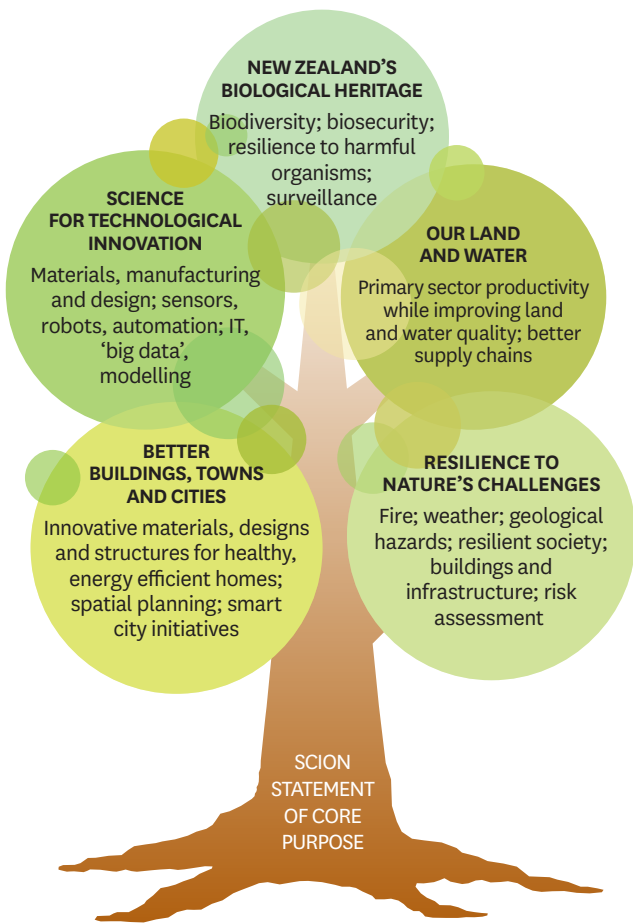 NEW ZEALAND’S
BIOLOGICAL HERITAGE
Biodiversity; biosecurity;
resilience to harmful
organisms;
surveillance
SCIENCE
FOR TECHNOLOGICAL
INNOVATION
Materials, manufacturing
and design; sensors,
robots, automation; IT,
‘big data’,
modelling
OUR LAND
AND WATER
Primary sector productivity
while improving land
and water quality; better
supply chains
BETTER
BUILDINGS, TOWNS
AND CITIES
Innovative materials, designs
and structures for healthy,
energy efficient homes;
spatial planning; smart
city initiatives
RESILIENCE TO
NATURE’S CHALLENGES
Fire; weather; geological
hazards; resilient society;
buildings and
infrastructure; risk
assessment
SCION
STATEMENT
OF CORE
PURPOSE